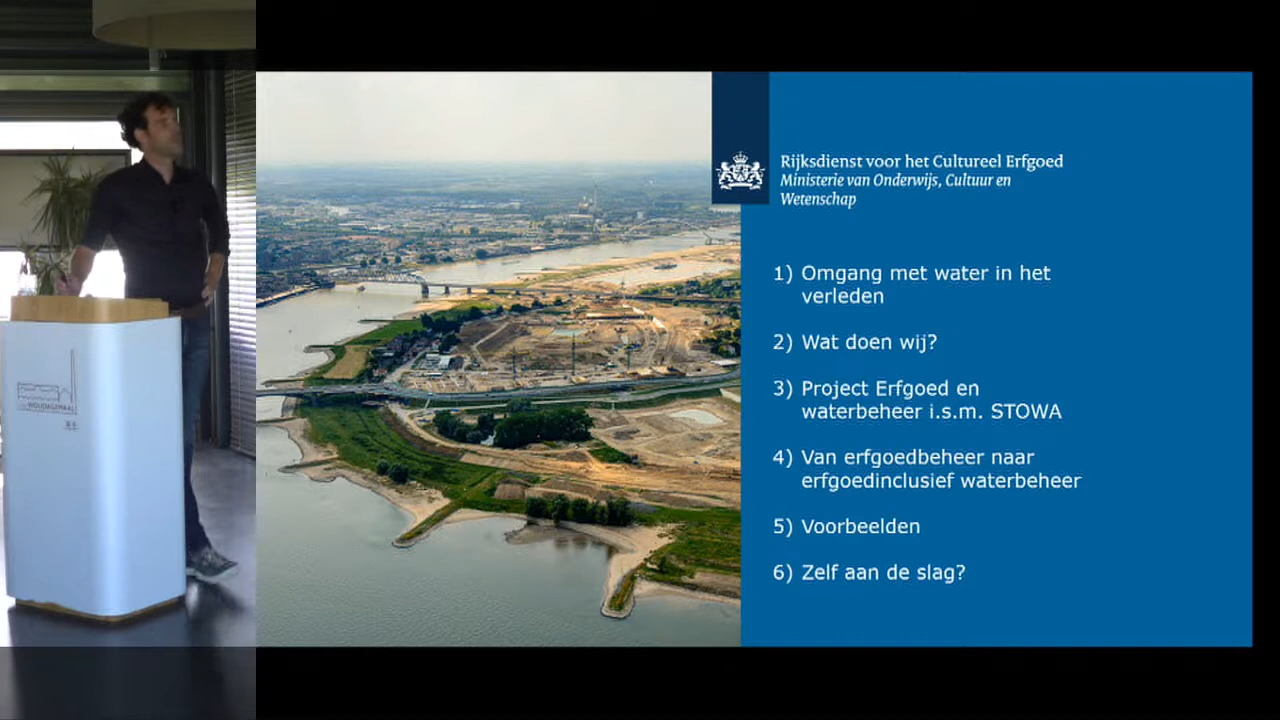 WOUDAGEMAAL
Rijksdienst voor het Cultureel Erfgoed
Ministerie van Onderwijs, Cultuur en
Wetenschap
1) Omgang met water in het
verleden
2) Wat doen wij?
3) Project Erfgoed en
waterbeheer i.s.m. STOWA
4) Van erfgoedbeheer naar
erfgoedinclusief waterbeheer
5) Voorbeelden
6) Zelf aan de slag?